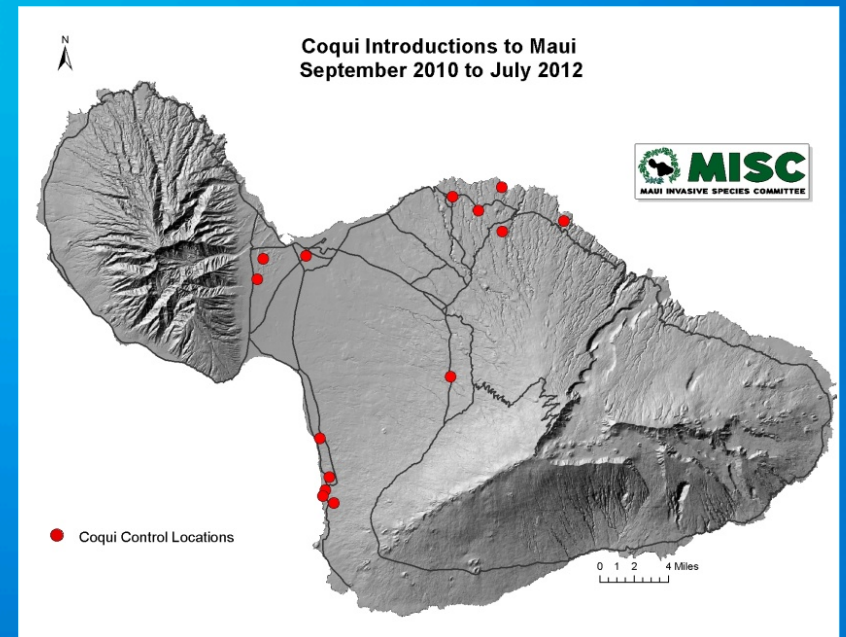 N
Coqui Introductions to Maui
September 2010 to July 2012
MISC
MAUI INVASIVE SPECIES COMMITTEE
Coqui Control Locations
0 1 2 4 Miles